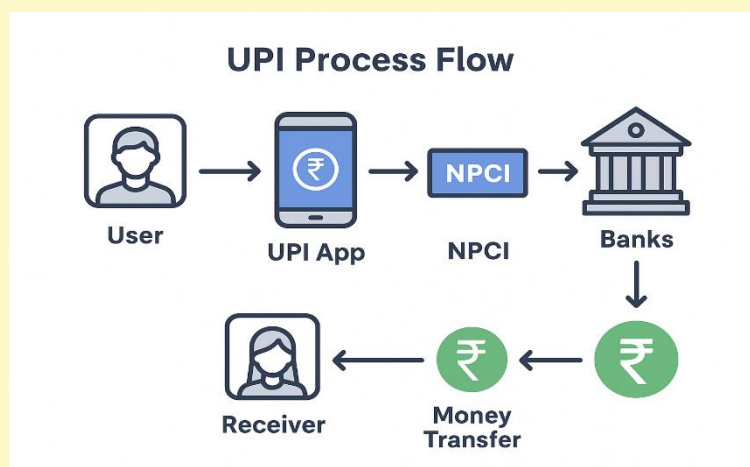 UPI Process Flow
₹
NPCI
User
UPI App
NPCI
Banks
₹
₹
Receiver
Money
Transfer